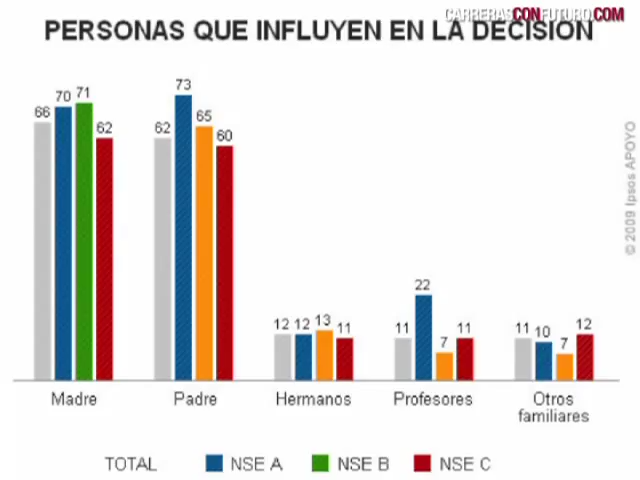 CARRERASCONFUTURO.COM
PERSONAS QUE INFLUYEN EN LA DECISIÓN
66 70 71 62
62 73 65 60
12 12 13 11
11 22 7 11
11 10 7 12
Madre Padre Hermanos Profesores Otros
familiares
TOTAL NSE A NSE B NSE C
© 2009 Ipsos APOYO